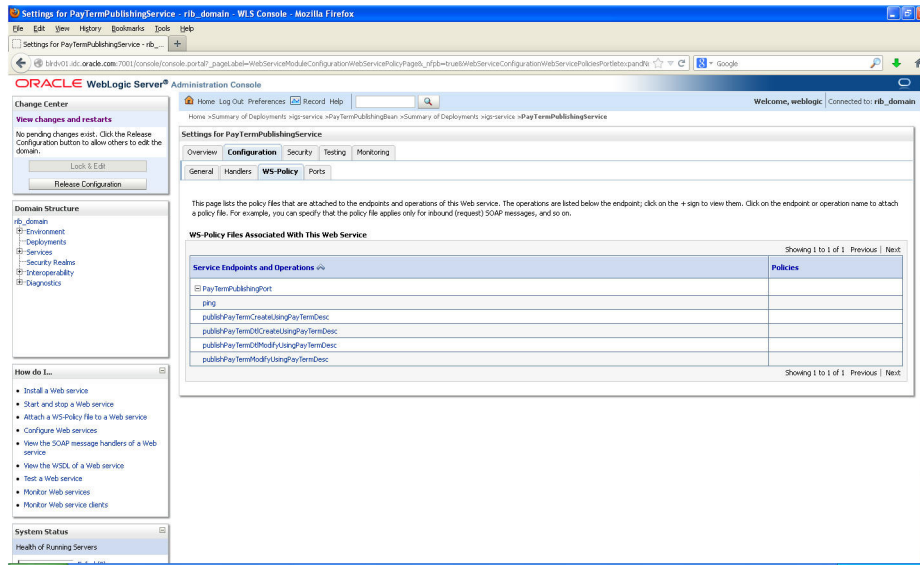 Settings for PayTermPublishingService - rib_domain - WLS Console - Mozilla Firefox
File Edit View History Bookmarks Tools Help
Settings for PayTermPublishingService - rib_...
Google
ORACLE WebLogic Server® Administration Console
Change Center
View changes and restarts
No pending changes exist. Click the Release
Configuration button to allow others to edit the
domain.
Lock & Edit
Release Configuration
Domain Structure
rib_domain
Environment
Deployments
Services
Security Realms
Interoperability
Diagnostics
How do I...
Install a Web service
Start and stop a Web service
Attach a WS-Policy file to a Web service
Configure Web services
View the SOAP message handlers of a Web
service
View the WSDL of a Web service
Test a Web service
Monitor Web services
Monitor Web service clients
System Status
Health of Running Servers
Home Log Out Preferences Record Help
Welcome, weblogic Connected to: rib_domain
Home >Summary of Deployments >igs-service >PayTermPublishingBean >Summary of Deployments >igs-service >PayTermPublishingService
Settings for PayTermPublishingService
Overview Configuration Security Testing Monitoring
General Handlers WS-Policy Ports
This page lists the policy files that are attached to the endpoints and operations of this Web service. The operations are listed below the endpoint; click on the + sign to view them. Click on the endpoint or operation name to attach
a policy file. For example, you can specify that the policy file applies only for inbound (request) SOAP messages, and so on.
WS-Policy Files Associated With This Web Service
Showing 1 to 1 of 1 Previous | Next
Service Endpoints and Operations Policies
PayTermPublishingPort
ping
publishPayTermCreateUsingPayTermDesc
publishPayTermDtlCreateUsingPayTermDesc
publishPayTermDtlModifyUsingPayTermDesc
publishPayTermModifyUsingPayTermDesc
Showing 1 to 1 of 1 Previous | Next